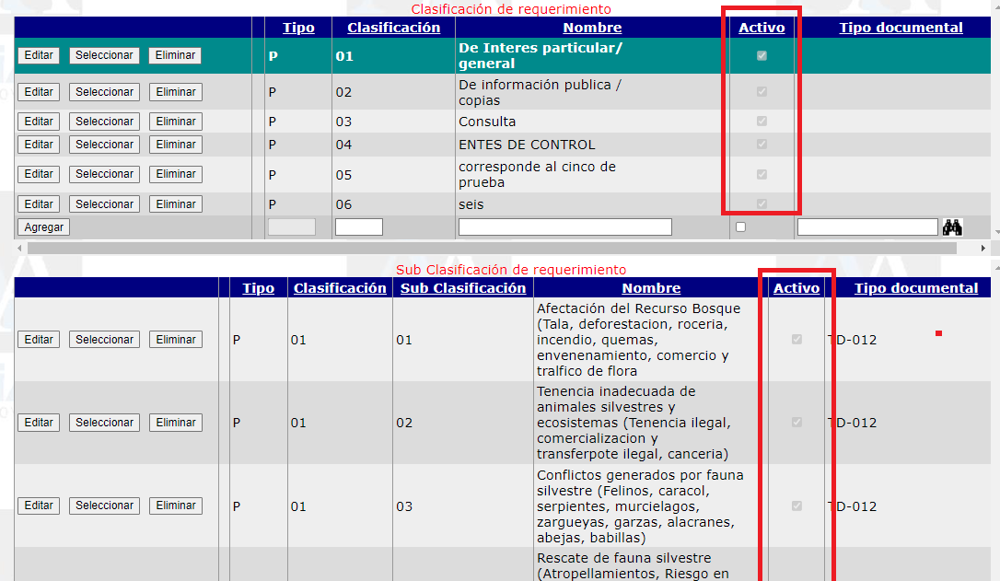 Clasificación de requerimiento
Tipo Clasificación Nombre Activo Tipo documental
Editar Seleccionar Eliminar P 01 De Interes particular/
general
Editar Seleccionar Eliminar P 02 De información publica /
copias
Editar Seleccionar Eliminar P 03 Consulta
Editar Seleccionar Eliminar P 04 ENTES DE CONTROL
Editar Seleccionar Eliminar P 05 corresponde al cinco de
prueba
Editar Seleccionar Eliminar P 06 seis
Agregar
Sub Clasificación de requerimiento
Tipo Clasificación Sub Clasificación Nombre Activo Tipo documental
Editar Seleccionar Eliminar P 01 01 Afectación del Recurso Bosque
(Tala, deforestacion, roceria,
incendio, quemas,
envenenamiento, comercio y
tralfico de flora
TD-012
Editar Seleccionar Eliminar P 01 02 Tenencia inadecuada de
animales silvestres y
ecosistemas (Tenencia ilegal,
comercializacion y
transferpote ilegal, canceria)
TD-012
Editar Seleccionar Eliminar P 01 03 Conflictos generados por fauna
silvestre (Felinos, caracol,
serpientes, murcielagos,
zargueyas, garzas, alacranes,
abejas, babillas)
TD-012
Rescate de fauna silvestre
(Atropellamientos, Riesgo en